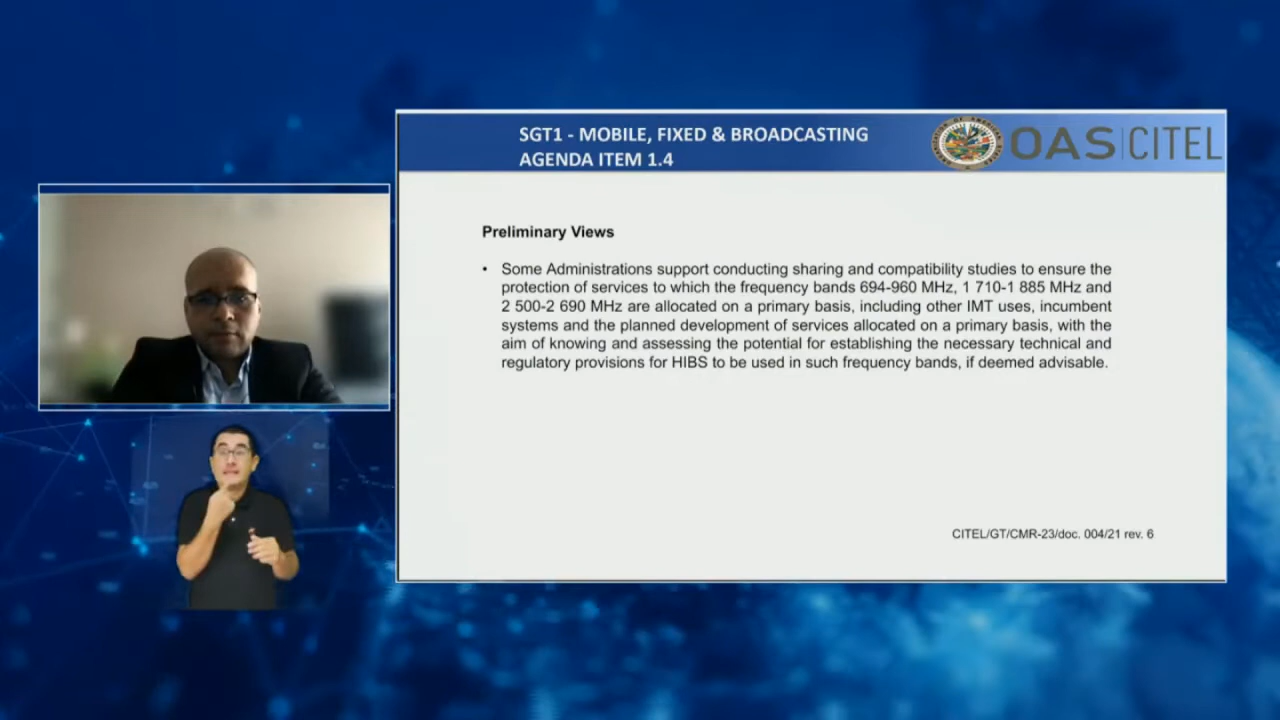 SGT1 - MOBILE, FIXED & BROADCASTING
AGENDA ITEM 1.4
OAS CITEL
Preliminary Views
• Some Administrations support conducting sharing and compatibility studies to ensure the
protection of services to which the frequency bands 694-960 MHz, 1 710-1 885 MHz and
2 500-2 690 MHz are allocated on a primary basis, including other IMT uses, incumbent
systems and the planned development of services allocated on a primary basis, with the
aim of knowing and assessing the potential for establishing the necessary technical and
regulatory provisions for HIBS to be used in such frequency bands, if deemed advisable.
CITEL/GT/CMR-23/doc. 004/21 rev. 6